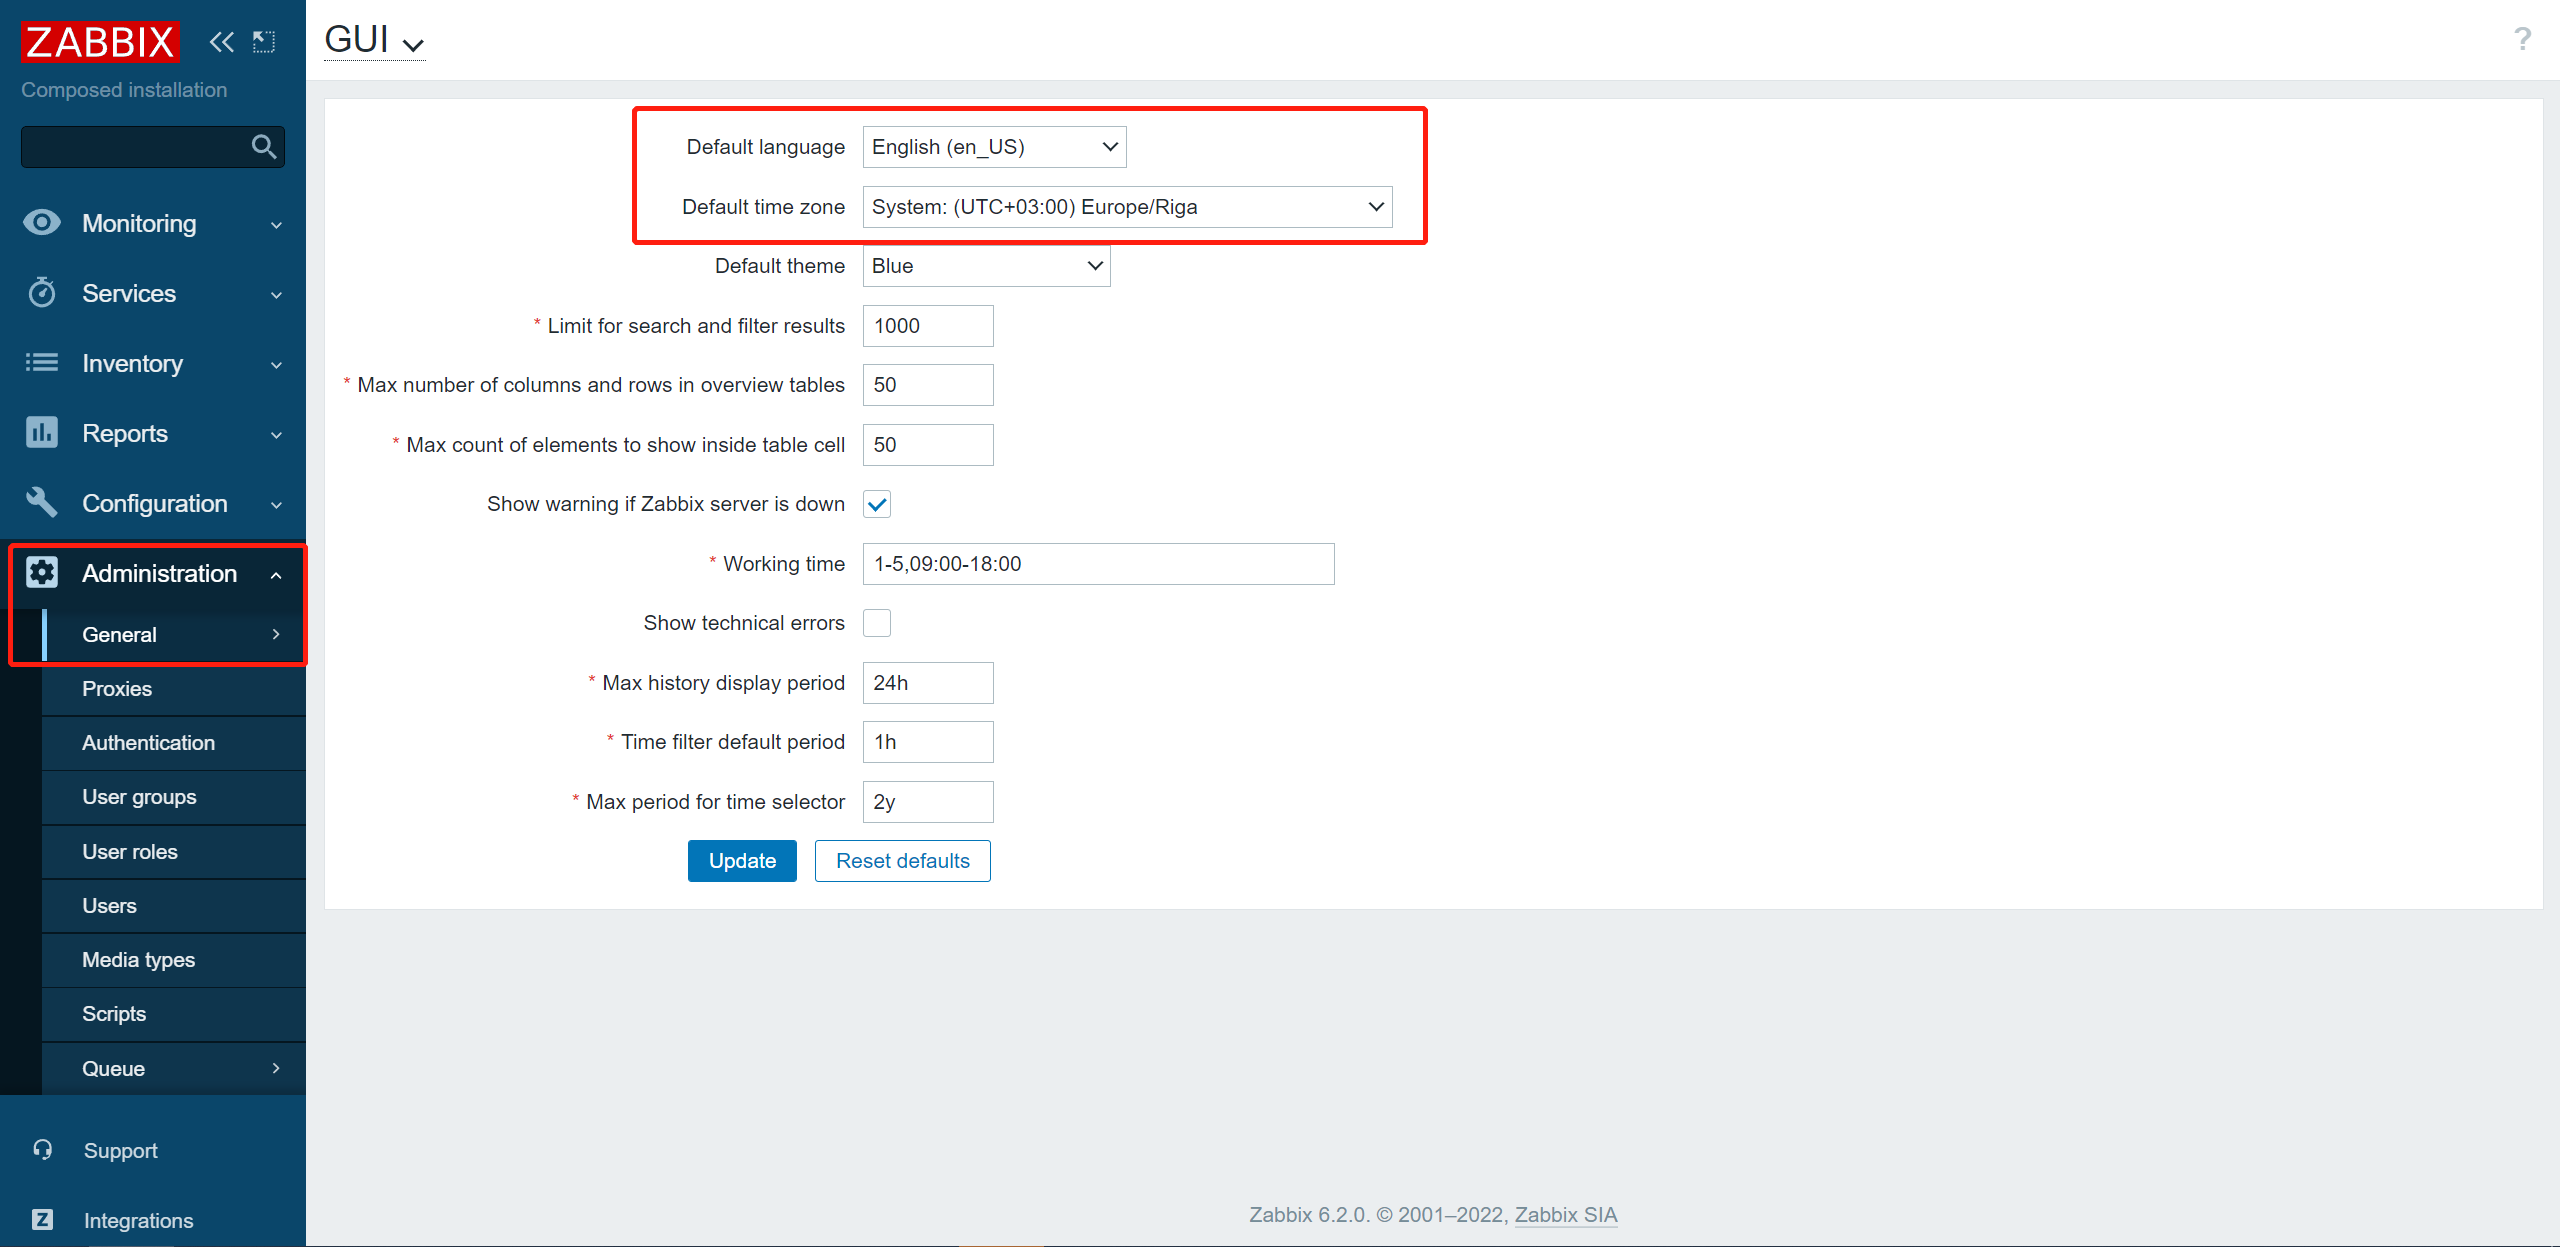 ZABBIX
Composed installation
Monitoring
Services
Inventory
Reports
Configuration
Administration
General
Proxies
Authentication
User groups
User roles
Users
Media types
Scripts
Queue
Support
Z Integrations
GUI
?
Default language English (en_US)
Default time zone System: (UTC+03:00) Europe/Riga
Default theme Blue
* Limit for search and filter results 1000
* Max number of columns and rows in overview tables 50
* Max count of elements to show inside table cell 50
Show warning if Zabbix server is down
* Working time 1-5,09:00-18:00
Show technical errors
* Max history display period 24h
* Time filter default period 1h
* Max period for time selector 2y
Update Reset defaults
Zabbix 6.2.0. © 2001–2022, Zabbix SIA